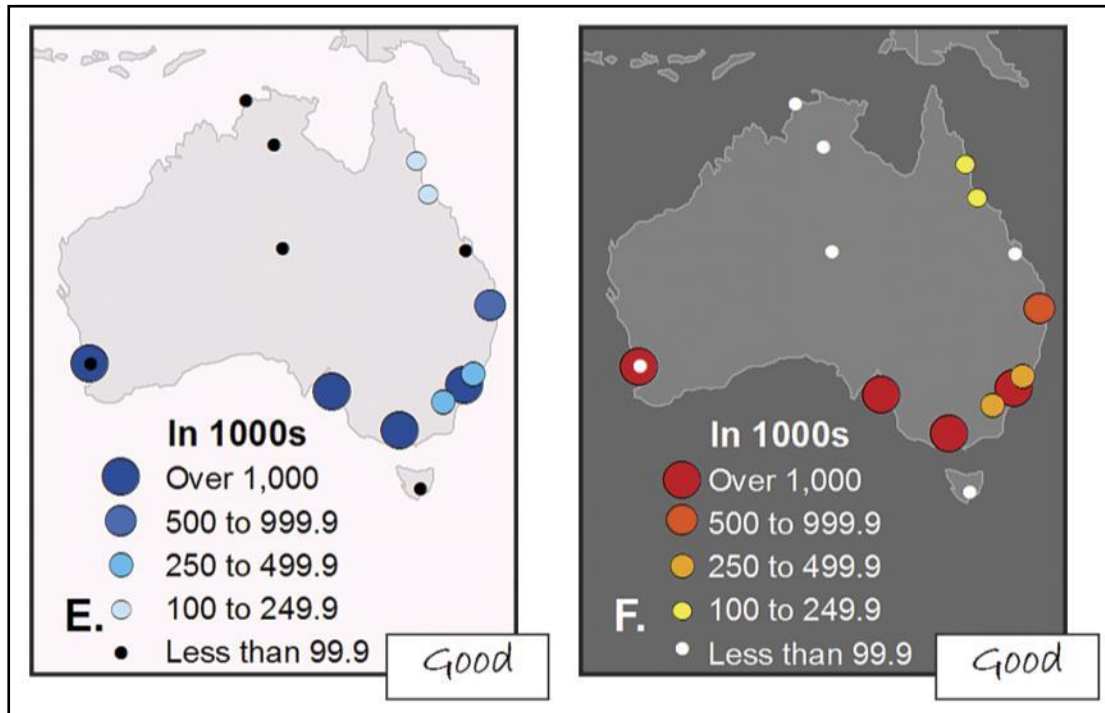 In 1000s
Over 1,000
500 to 999.9
250 to 499.9
100 to 249.9
E.
Less than 99.9
Good
In 1000s
Over 1,000
500 to 999.9
250 to 499.9
100 to 249.9
F.
Less than 99.9
Good